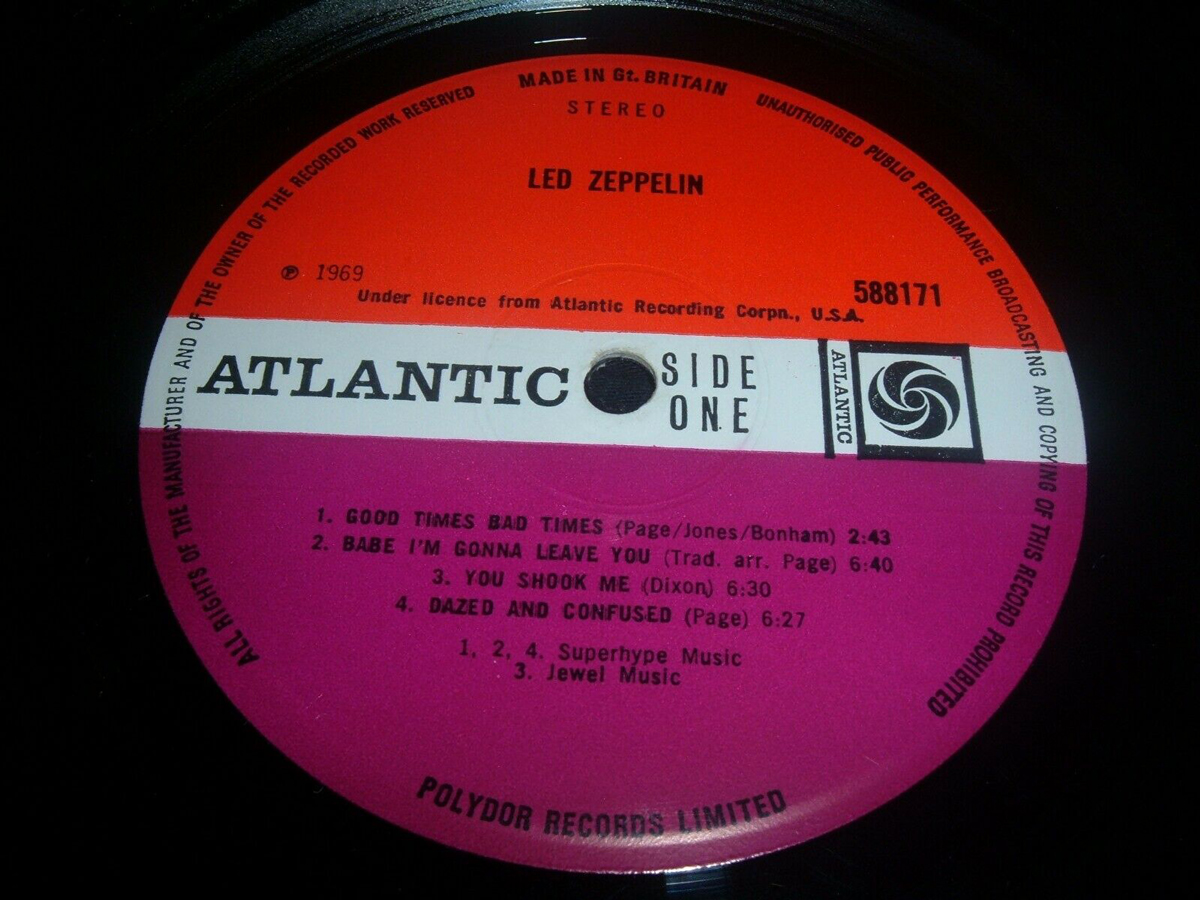 MADE IN Gt. BRITAIN
UNAUTHORISED PUBLIC PERFORMANCE BROADCASTING AND COPYING OF THIS RECORD PROHIBITED
ALL RIGHTS OF THE MANUFACTURER AND OF THE OWNER OF THE RECORDED WORK RESERVED
STEREO
LED ZEPPELIN
℗ 1969
588171
Under licence from Atlantic Recording Corpn., U.S.A.
ATLANTIC
SIDE
ONE
ATLANTIC
1. GOOD TIMES BAD TIMES (Page/Jones/Bonham) 2:43
2. BABE I'M GONNA LEAVE YOU (Trad. arr. Page) 6:40
3. YOU SHOOK ME (Dixon) 6:30
4. DAZED AND CONFUSED (Page) 6:27
1, 2, 4. Superhype Music
3. Jewel Music
POLYDOR RECORDS LIMITED